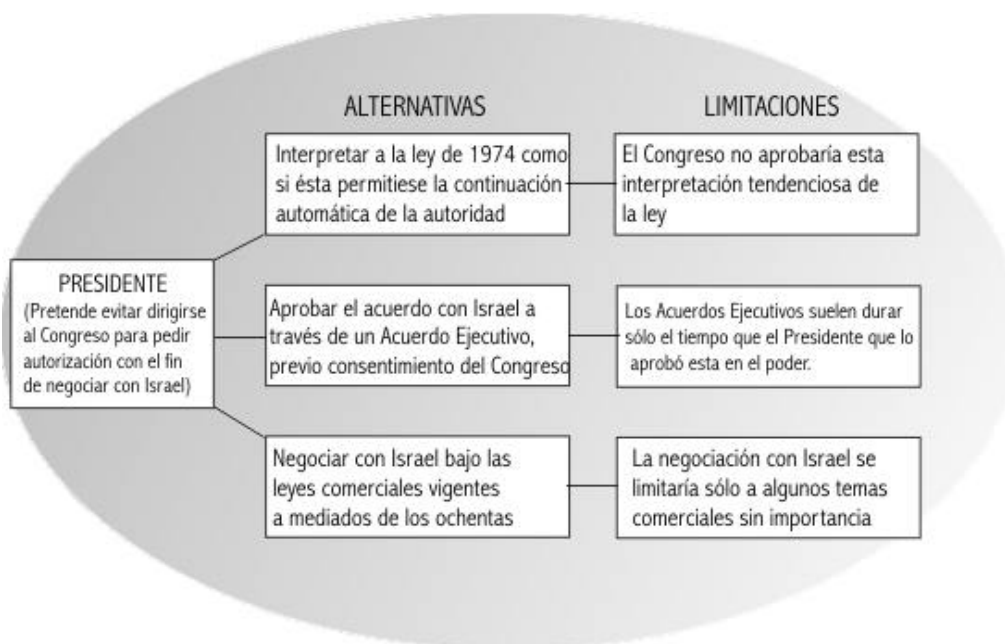 ALTERNATIVAS
LIMITACIONES
Interpretar a la ley de 1974 como
si ésta permitiese la continuación
automática de la autoridad
El Congreso no aprobaría esta
interpretación tendenciosa de
la ley
PRESIDENTE
(Pretende evitar dirigirse
al Congreso para pedir
autorización con el fin
de negociar con Israel)
Aprobar el acuerdo con Israel a
través de un Acuerdo Ejecutivo,
previo consentimiento del Congreso
Los Acuerdos Ejecutivos suelen durar
sólo el tiempo que el Presidente que lo
aprobó esta en el poder.
Negociar con Israel bajo las
leyes comerciales vigentes
a mediados de los ochentas
La negociación con Israel se
limitaría sólo a algunos temas
comerciales sin importancia